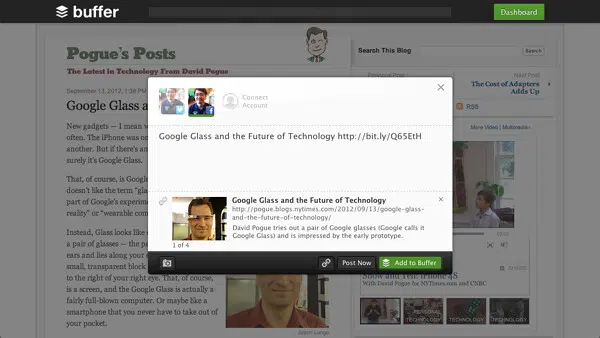 buffer
Dashboard
Pogue's Posts
The Latest in Technology From David Pogue
September 13, 2012, 1:38 PM
Google Glass a
New gadgets — I mean
often. The iPhone was on
another. But if there's an
surely it's Google Glass.
That, of course, is Google
doesn't like the term "gla
part of Google's experim
reality" or "wearable com
Instead, Glass looks like
a pair of glasses — the po
ears and lies along your e
small, transparent block
to the right of your right eye. That, of course,
is a screen, and the Google Glass is actually a
fairly full-blown computer. Or maybe like a
smartphone that you never have to take out of
your pocket.
Connect
Account
Google Glass and the Future of Technology http://bit.ly/Q65EtH
Google Glass and the Future of Technology
http://pogue.blogs.nytimes.com/2012/09/13/google-glass-
and-the-future-of-technology/
David Pogue tries out a pair of Google glasses (Google calls it
Google Glass) and is impressed by the early prototype.
1 of 4
Post Now
Add to Buffer
Search This Blog
Search
Previous Post
Next Post
The Cost of Adapters
Adds Up
RSS
More Video | Multimedia
Show and Tell: iPhone 4S
With David Pogue for NYTimes.com and CNBC
PERSONAL
TECHNOLOGY
TECHNOLOGY
TECHNOLOGY